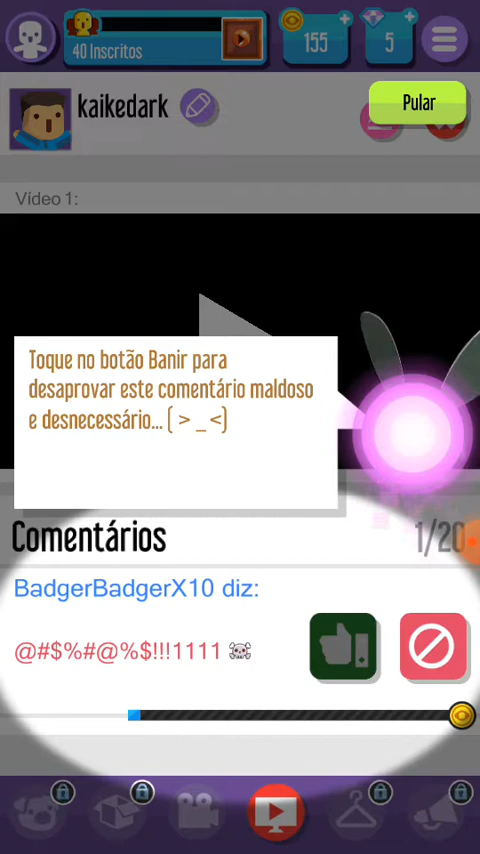 40 Inscritos
155
5
kaikedark
Pular
Vídeo 1:
Toque no botão Banir para
desaprovar este comentário maldoso
e desnecessário... ( > _ <)
Comentários
1/20
BadgerBadgerX10 diz:
@#$%#@%$!!!1111 ☠